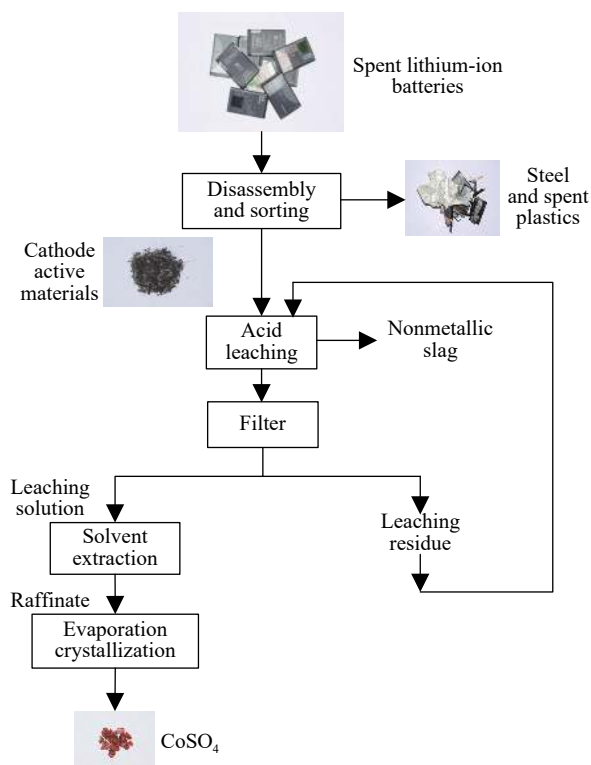 Spent lithium-ion
batteries
Disassembly
and sorting
Steel
and spent
plastics
Cathode
active
materials
Acid
leaching
Nonmetallic
slag
Filter
Leaching
solution
Solvent
extraction
Leaching
residue
Raffinate
Evaporation
crystallization
CoSO₄